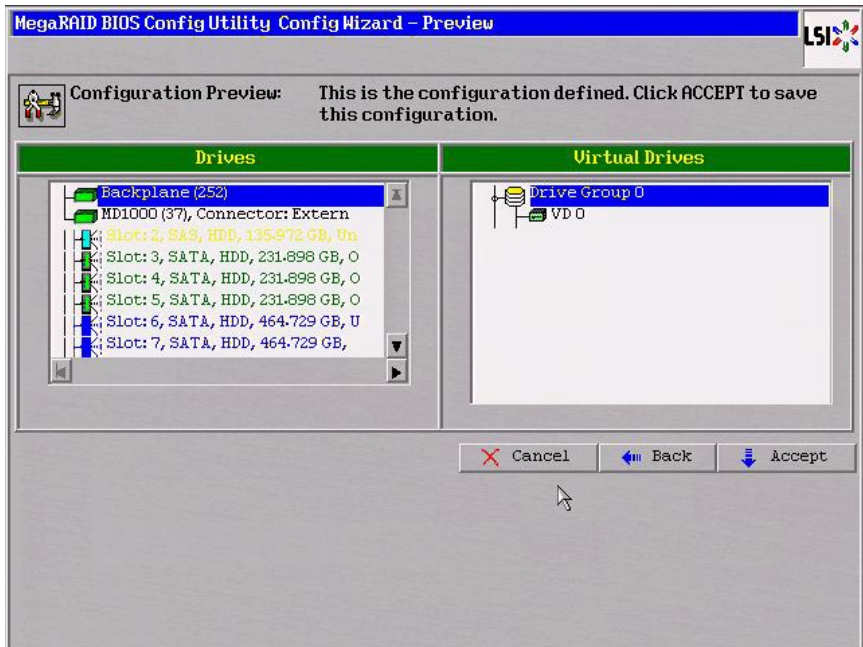 MegaRAID BIOS Config Utility Config Wizard – Preview
LSI
Configuration Preview: This is the configuration defined. Click ACCEPT to save
this configuration.
Drives
Backplane (252)
MD1000 (37), Connector: Extern
Slot: 2, SAS, HDD, 135.972 GB, Un
Slot: 3, SATA, HDD, 231.898 GB, O
Slot: 4, SATA, HDD, 231.898 GB, O
Slot: 5, SATA, HDD, 231.898 GB, O
Slot: 6, SATA, HDD, 464.729 GB, U
Slot: 7, SATA, HDD, 464.729 GB,
Virtual Drives
Drive Group 0
VD 0
Cancel
Back
Accept